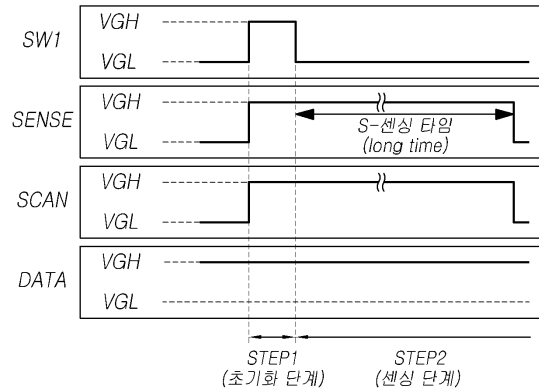 SW1
VGH
VGL
SENSE
VGH
VGL
S-센싱 타임
(long time)
SCAN
VGH
VGL
DATA
VGH
VGL
STEP1
(초기화 단계)
STEP2
(센싱 단계)